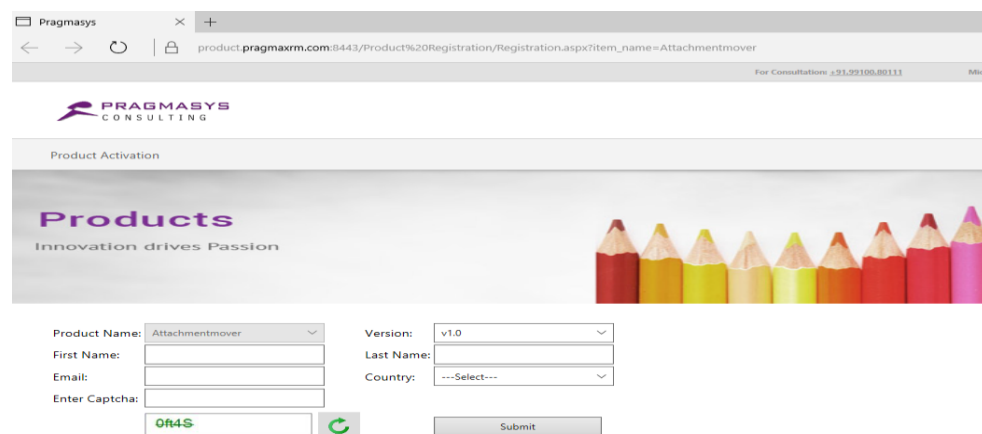 Pragmasys
product.pragmaxrm.com:8443/Product%20Registration/Registration.aspx?item_name=Attachmentmover
For Consultation: +91.99100.80111 Mic
PRAGMASYS
CONSULTING
Product Activation
Products
Innovation drives Passion
Product Name: Attachmentmover Version: v1.0
First Name: Last Name:
Email: Country: ---Select---
Enter Captcha:
0ft4S Submit